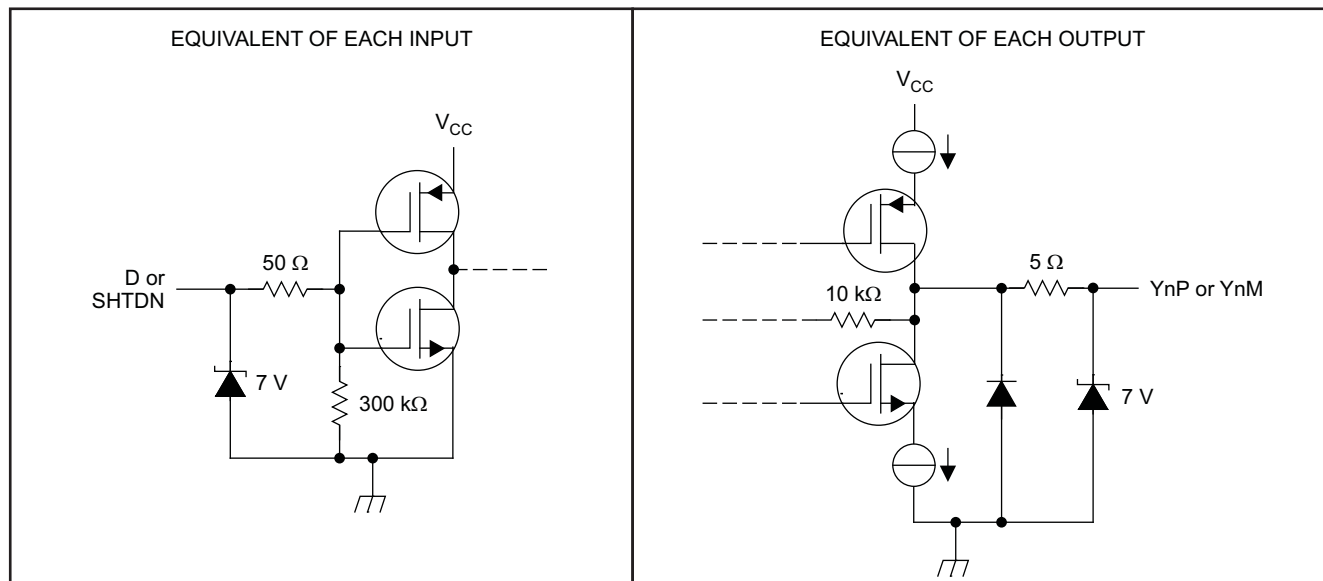 EQUIVALENT OF EACH INPUT
V_CC
50 Ω
D or
SHTDN
7 V
300 kΩ
EQUIVALENT OF EACH OUTPUT
V_CC
5 Ω
YnP or YnM
10 kΩ
7 V